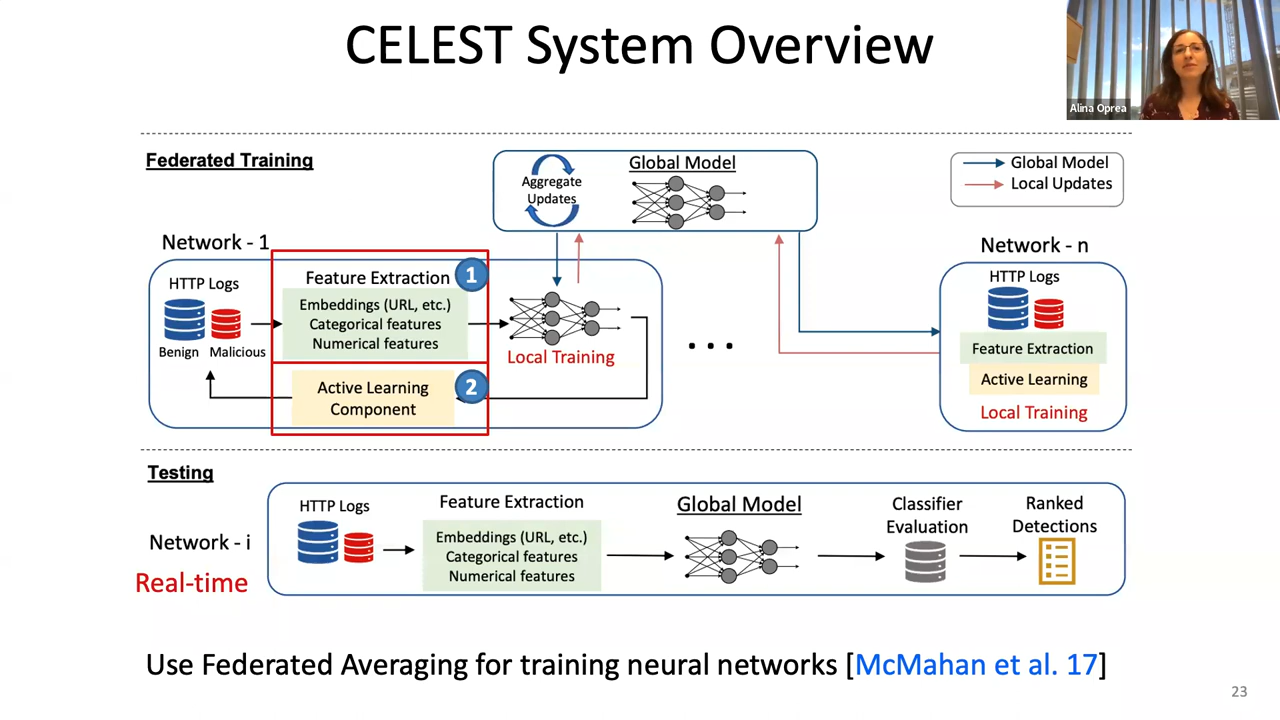 CELEST System Overview
Alina Oprea
Federated Training
Aggregate
Updates
Global Model
Global Model
Local Updates
Network - 1
HTTP Logs
Benign Malicious
Feature Extraction
1
Embeddings (URL, etc.)
Categorical features
Numerical features
Local Training
Active Learning
Component
2
...
Network - n
HTTP Logs
Feature Extraction
Active Learning
Local Training
Testing
Network - i
Real-time
HTTP Logs
Feature Extraction
Embeddings (URL, etc.)
Categorical features
Numerical features
Global Model
Classifier
Evaluation
Ranked
Detections
Use Federated Averaging for training neural networks [McMahan et al. 17]
23